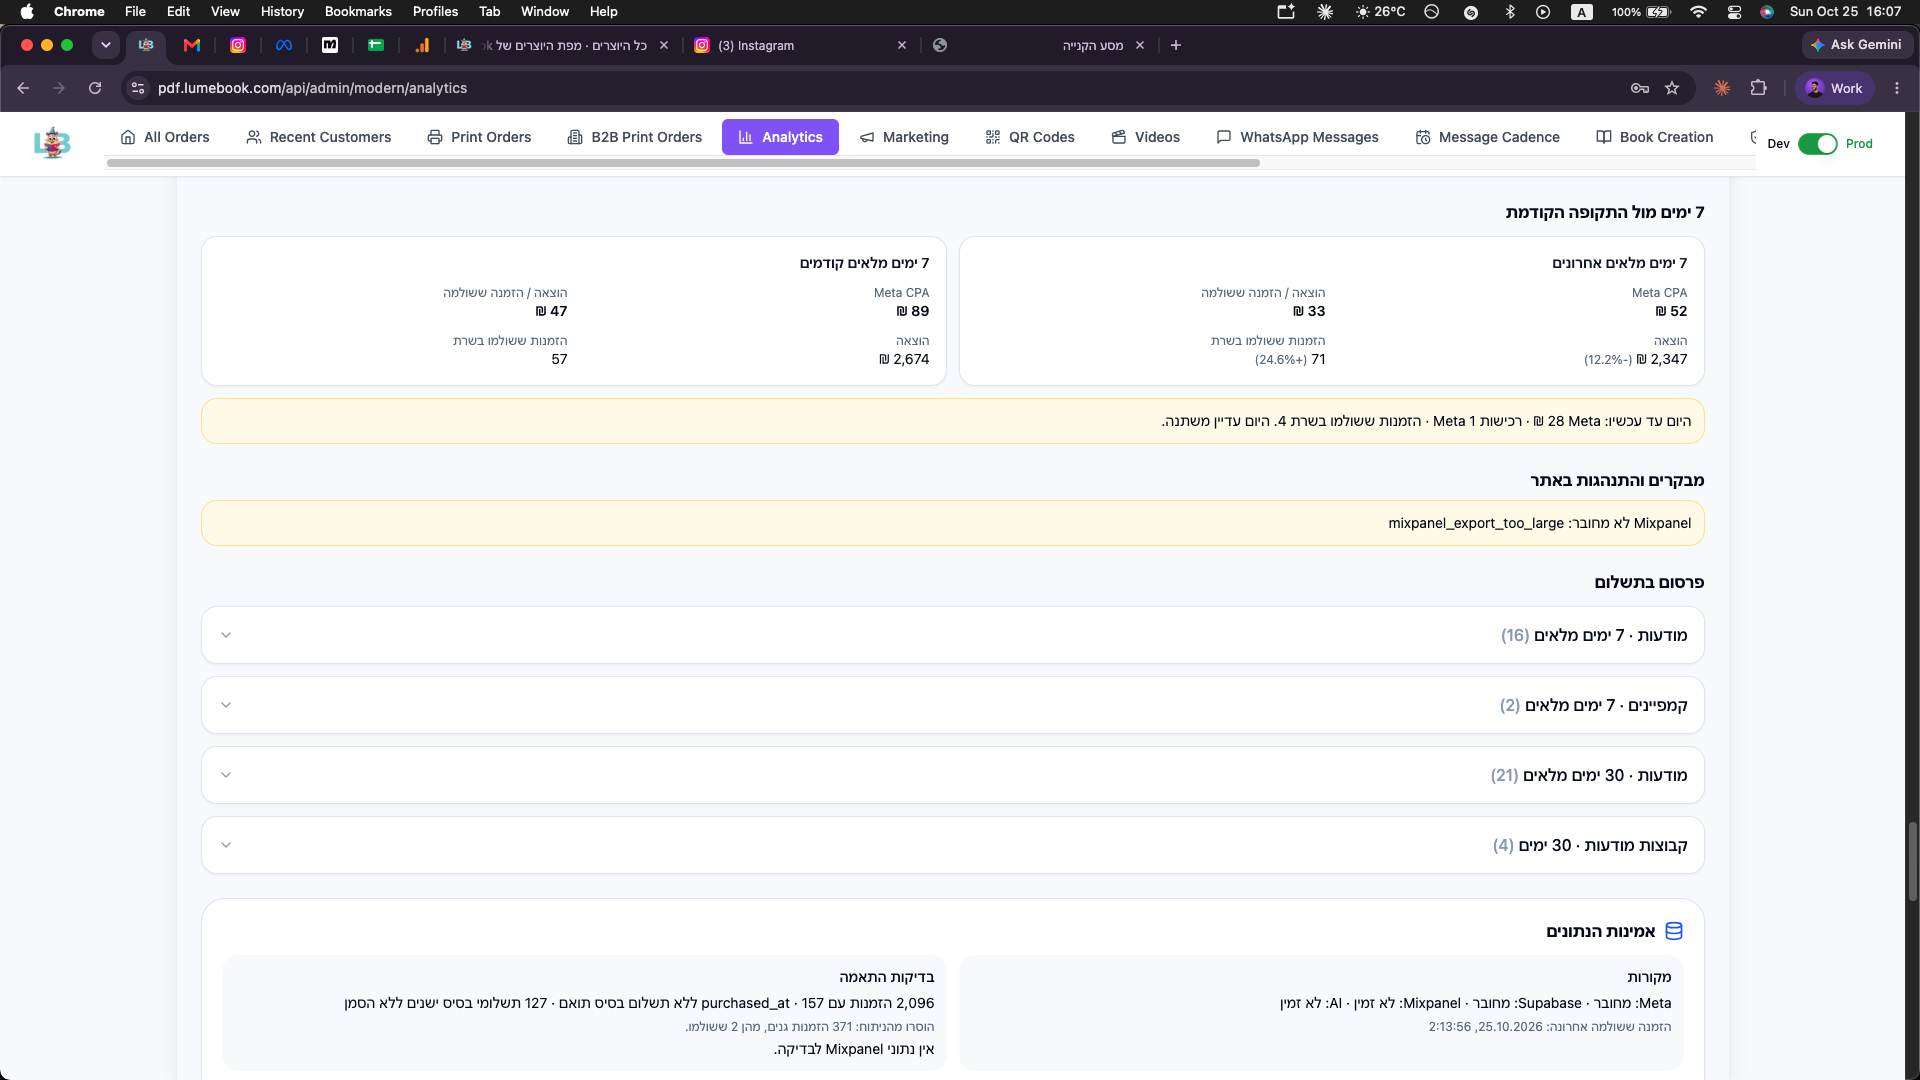 Chrome File Edit View History Bookmarks Profiles Tab Window Help 26°C A 100% Sun Oct 25 16:07
כל היוצרים · מפת היוצרים של
(3) Instagram
מסע הקנייה
Ask Gemini
pdf.lumebook.com/api/admin/modern/analytics
Work
LB
All Orders Recent Customers Print Orders B2B Print Orders Analytics Marketing QR Codes Videos WhatsApp Messages Message Cadence Book Creation
Dev Prod
7 ימים מול התקופה הקודמת
7 ימים מלאים אחרונים
Meta CPA
52 ₪
הוצאה / הזמנה ששולמה
33 ₪
הוצאה
2,347 ₪ (-12.2%)
הזמנות ששולמו בשרת
71 (+24.6%)
7 ימים מלאים קודמים
Meta CPA
89 ₪
הוצאה / הזמנה ששולמה
47 ₪
הוצאה
2,674 ₪
הזמנות ששולמו בשרת
57
היום עד עכשיו: Meta 28 ₪ · רכישות Meta 1 · הזמנות ששולמו בשרת 4. היום עדיין משתנה.
מבקרים והתנהגות באתר
Mixpanel לא מחובר: mixpanel_export_too_large
פרסום בתשלום
מודעות · 7 ימים מלאים (16)
קמפיינים · 7 ימים מלאים (2)
מודעות · 30 ימים מלאים (21)
קבוצות מודעות · 30 ימים (4)
אמינות הנתונים
מקורות
Meta: מחובר · Supabase: מחובר · Mixpanel: לא זמין · AI: לא זמין
הזמנה ששולמה אחרונה: 25.10.2026, 2:13:56
בדיקות התאמה
2,096 הזמנות עם purchased_at · 157 ללא תשלום בסיס תואם · 127 תשלומי בסיס ישנים ללא הסמן
הוסרו מהניתוח: 371 הזמנות גנים, מהן 2 ששולמו.
אין נתוני Mixpanel לבדיקה.